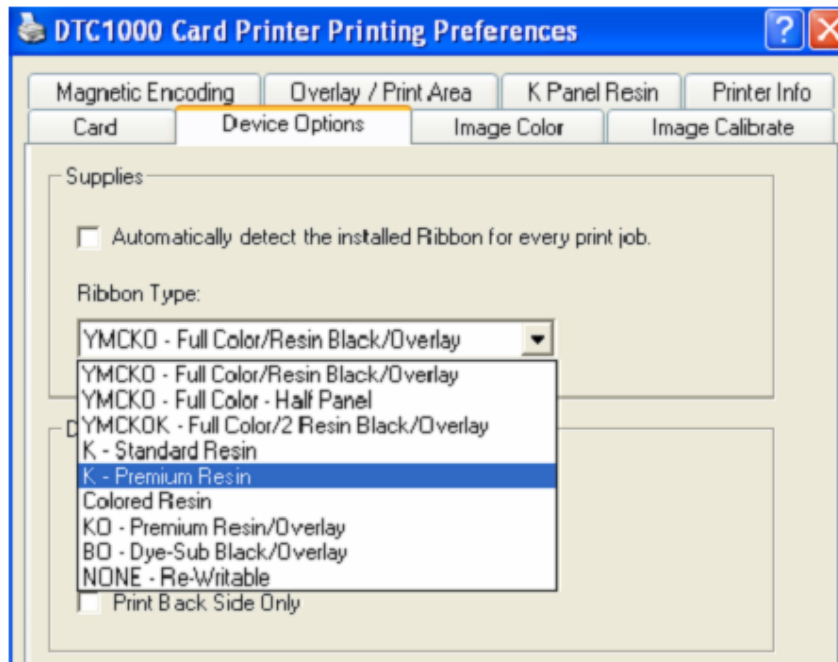 DTC1000 Card Printer Printing Preferences
Magnetic Encoding Overlay / Print Area K Panel Resin Printer Info
Card Device Options Image Color Image Calibrate
Supplies
Automatically detect the installed Ribbon for every print job.
Ribbon Type:
YMCKO - Full Color/Resin Black/Overlay
YMCKO - Full Color/Resin Black/Overlay
YMCKO - Full Color - Half Panel
YMCKOK - Full Color/2 Resin Black/Overlay
K - Standard Resin
K - Premium Resin
Colored Resin
KO - Premium Resin/Overlay
BO - Dye-Sub Black/Overlay
NONE - Re-Writable
Print Back Side Only